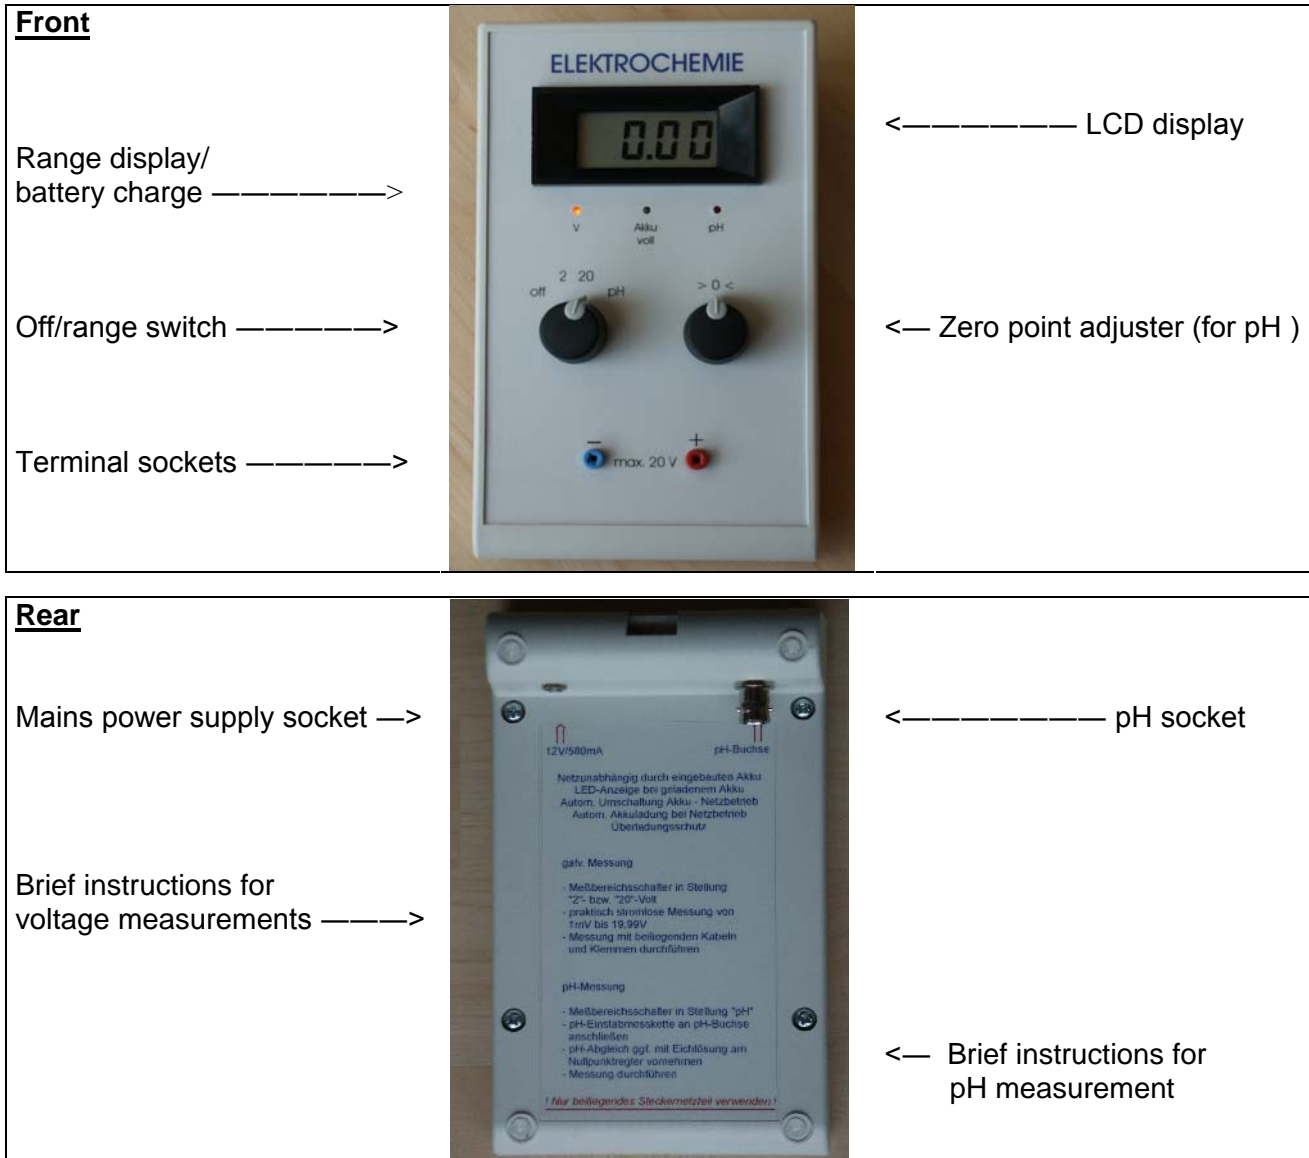 Front
ELEKTROCHEMIE
0.00
<—————— LCD display
Range display/
battery charge ——————>
V
Akku
voll
pH
off
2
20
pH
> 0 <
Off/range switch —————>
<— Zero point adjuster (for pH )
–
+
Terminal sockets —————>
max. 20 V
Rear
Mains power supply socket —>
<——————— pH socket
12V/580mA
pH-Buchse
Netzunabhängig durch eingebauten Akku
LED-Anzeige bei geladenem Akku
Autom. Umschaltung Akku - Netzbetrieb
Autom. Akkuladung bei Netzbetrieb
Überladungsschutz
galv. Messung
Brief instructions for
voltage measurements ———>
- Meßbereichsschalter in Stellung
"2"- bzw. "20"-Volt
- praktisch stromlose Messung von
1mV bis 19,99V
- Messung mit beiliegenden Kabeln
und Klemmen durchführen
pH-Messung
- Meßbereichsschalter in Stellung "pH"
- pH-Einstabmesskette an pH-Buchse
anschließen
- pH-Abgleich ggf. mit Eichlösung am
Nullpunktregler vornehmen
- Messung durchführen
<— Brief instructions for
pH measurement
! Nur beiliegendes Steckernetzteil verwenden !